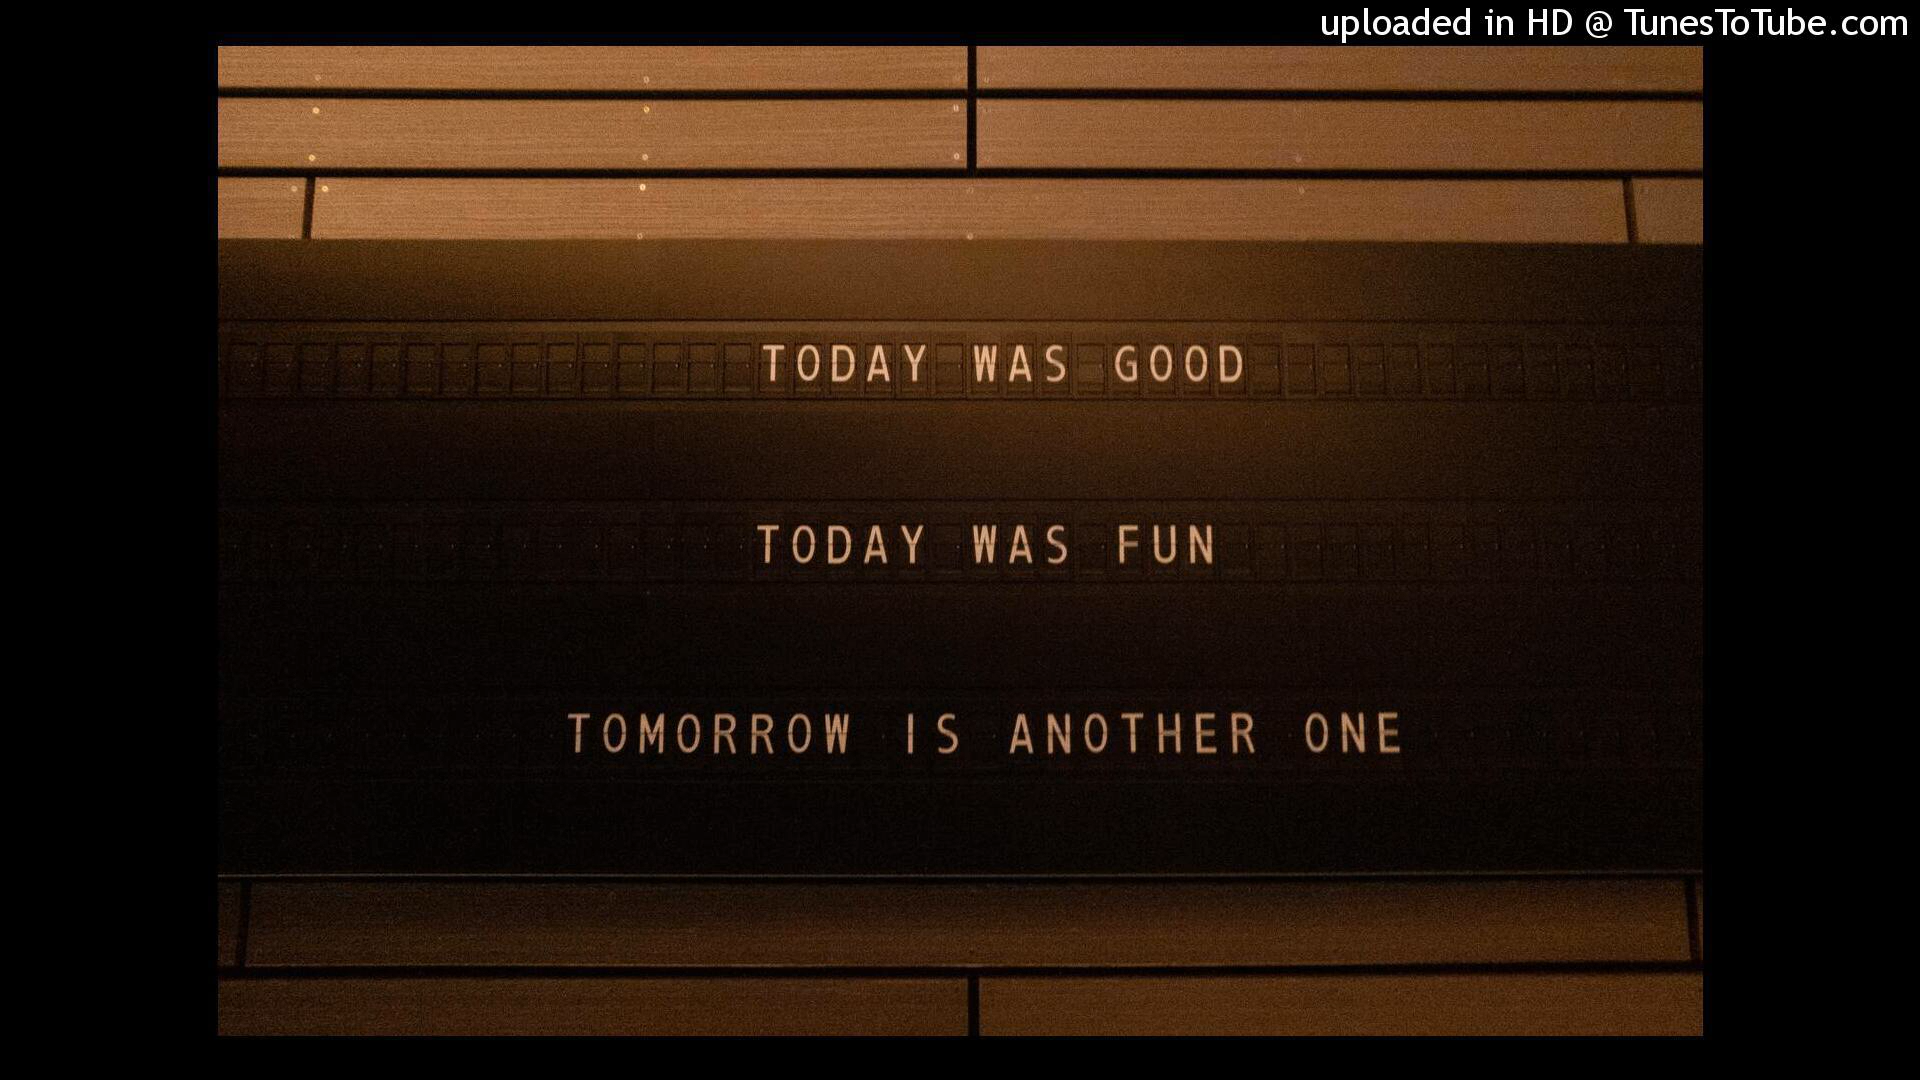 uploaded in HD @ TunesToTube.com
TODAY WAS GOOD
TODAY WAS FUN
TOMORROW IS ANOTHER ONE